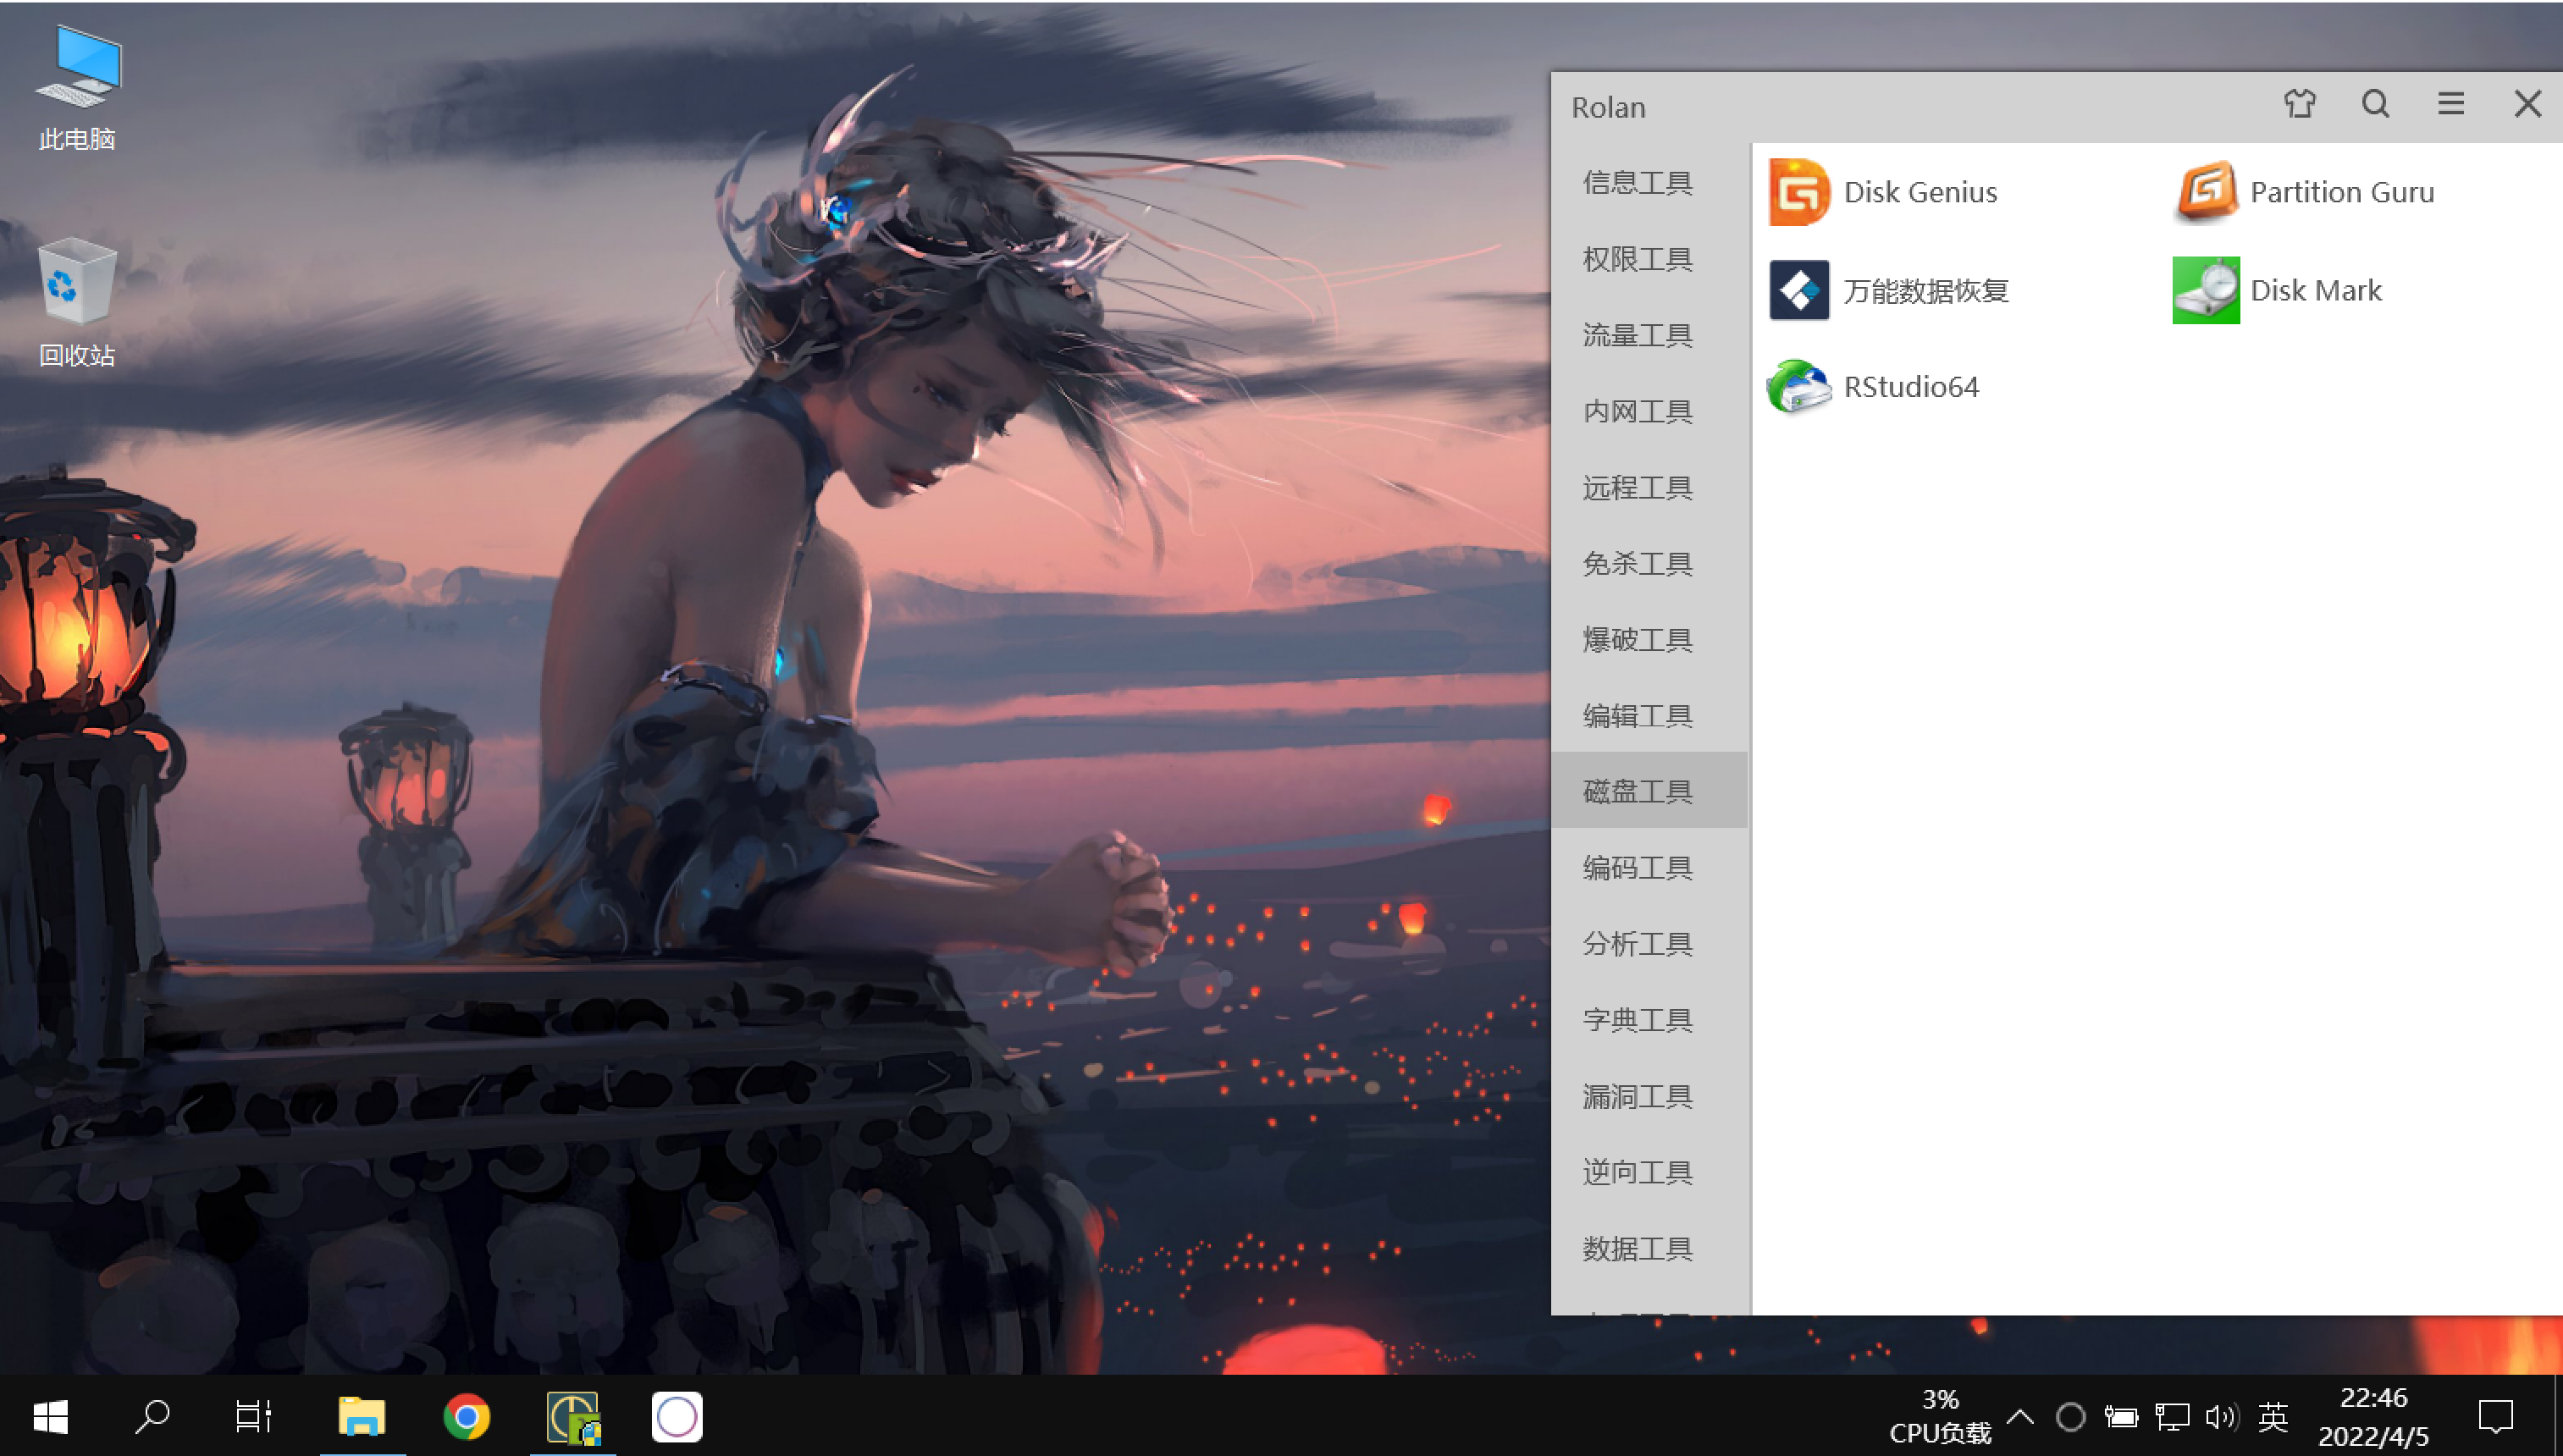 此电脑
回收站
Rolan
信息工具
权限工具
流量工具
内网工具
远程工具
免杀工具
爆破工具
编辑工具
磁盘工具
编码工具
分析工具
字典工具
漏洞工具
逆向工具
数据工具
Disk Genius
Partition Guru
万能数据恢复
Disk Mark
RStudio64
3%
CPU负载
英
22:46
2022/4/5